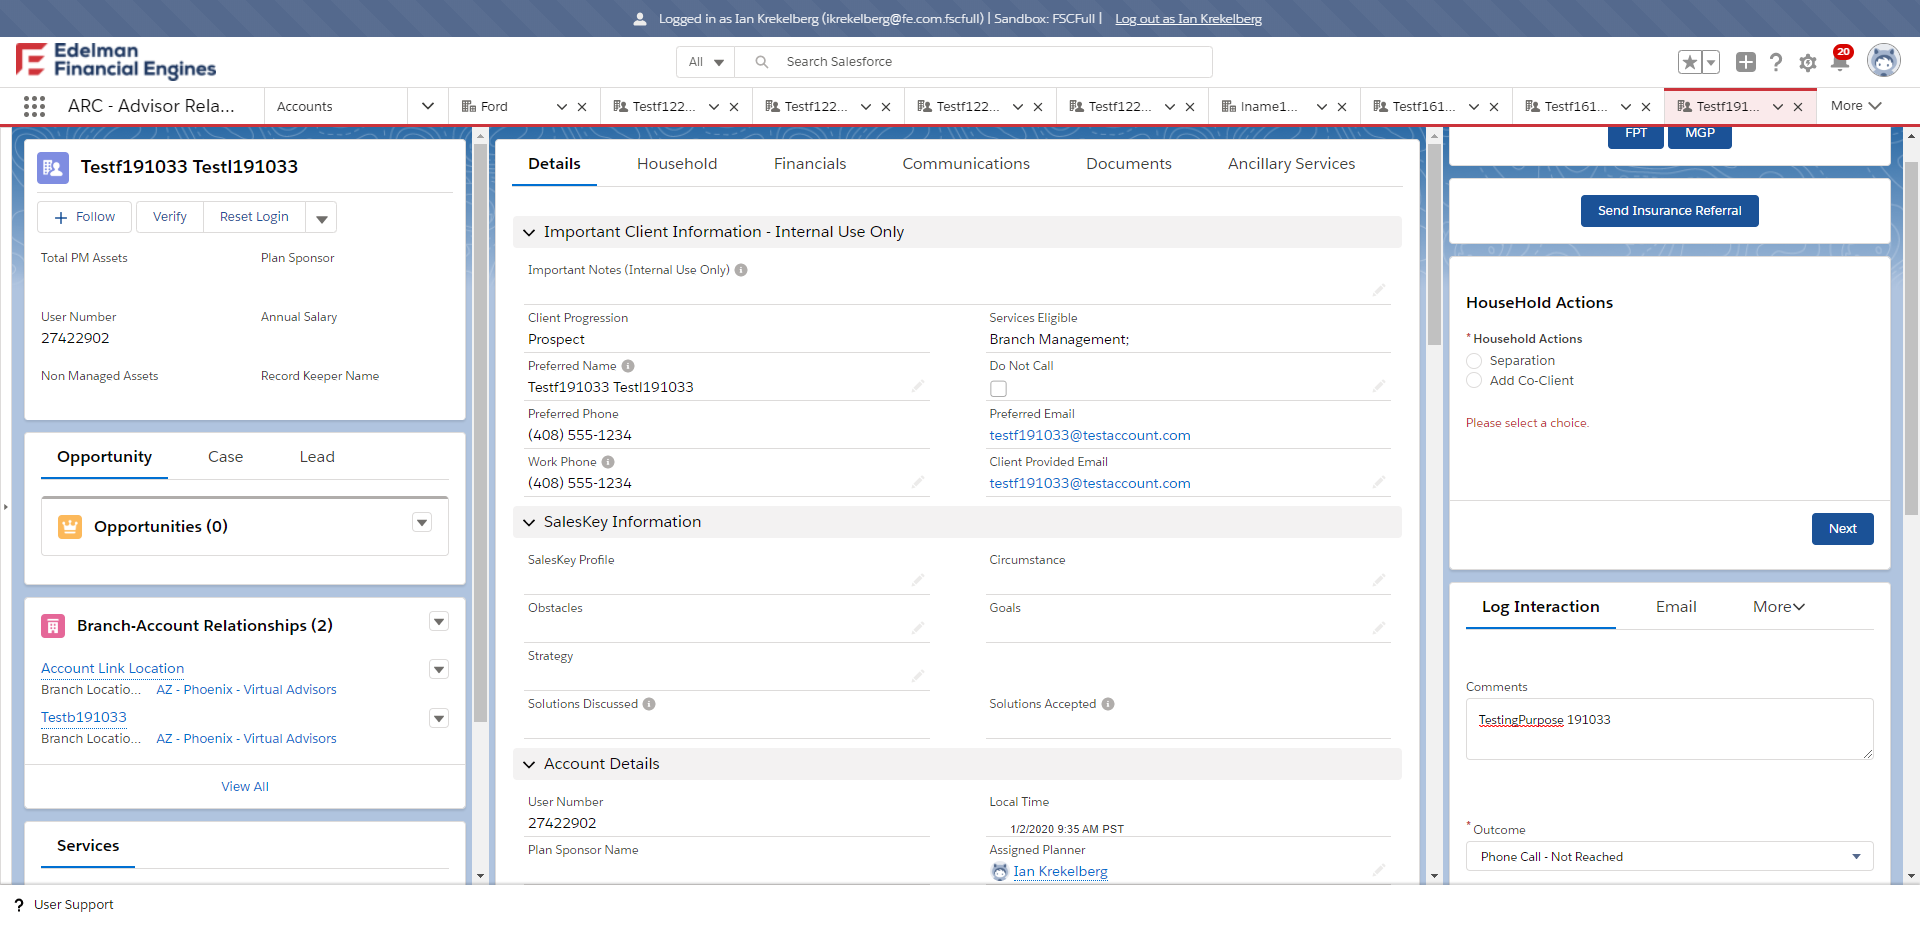 Logged in as Ian Krekelberg (ikrekelberg@fe.com.fscfull) | Sandbox: FSCFull | Log out as Ian Krekelberg
Edelman
Financial Engines
All
Search Salesforce
20
ARC - Advisor Rela...
Accounts
Ford
Testf122...
Testf122...
Testf122...
Testf122...
lname1...
Testf161...
Testf161...
Testf191...
More
Testf191033 Testl191033
Follow
Verify
Reset Login
Total PM Assets
Plan Sponsor
User Number
27422902
Annual Salary
Non Managed Assets
Record Keeper Name
Opportunity
Case
Lead
Opportunities (0)
Branch-Account Relationships (2)
Account Link Location
Branch Locatio... AZ - Phoenix - Virtual Advisors
Testb191033
Branch Locatio... AZ - Phoenix - Virtual Advisors
View All
Services
Details
Household
Financials
Communications
Documents
Ancillary Services
Important Client Information - Internal Use Only
Important Notes (Internal Use Only)
Client Progression
Prospect
Services Eligible
Branch Management;
Preferred Name
Testf191033 Testl191033
Do Not Call
Preferred Phone
(408) 555-1234
Preferred Email
testf191033@testaccount.com
Work Phone
(408) 555-1234
Client Provided Email
testf191033@testaccount.com
SalesKey Information
SalesKey Profile
Circumstance
Obstacles
Goals
Strategy
Solutions Discussed
Solutions Accepted
Account Details
User Number
27422902
Local Time
1/2/2020 9:35 AM PST
Plan Sponsor Name
Assigned Planner
Ian Krekelberg
FPT
MGP
Send Insurance Referral
HouseHold Actions
*Household Actions
Separation
Add Co-Client
Please select a choice.
Next
Log Interaction
Email
More
Comments
TestingPurpose 191033
*Outcome
Phone Call - Not Reached
? User Support